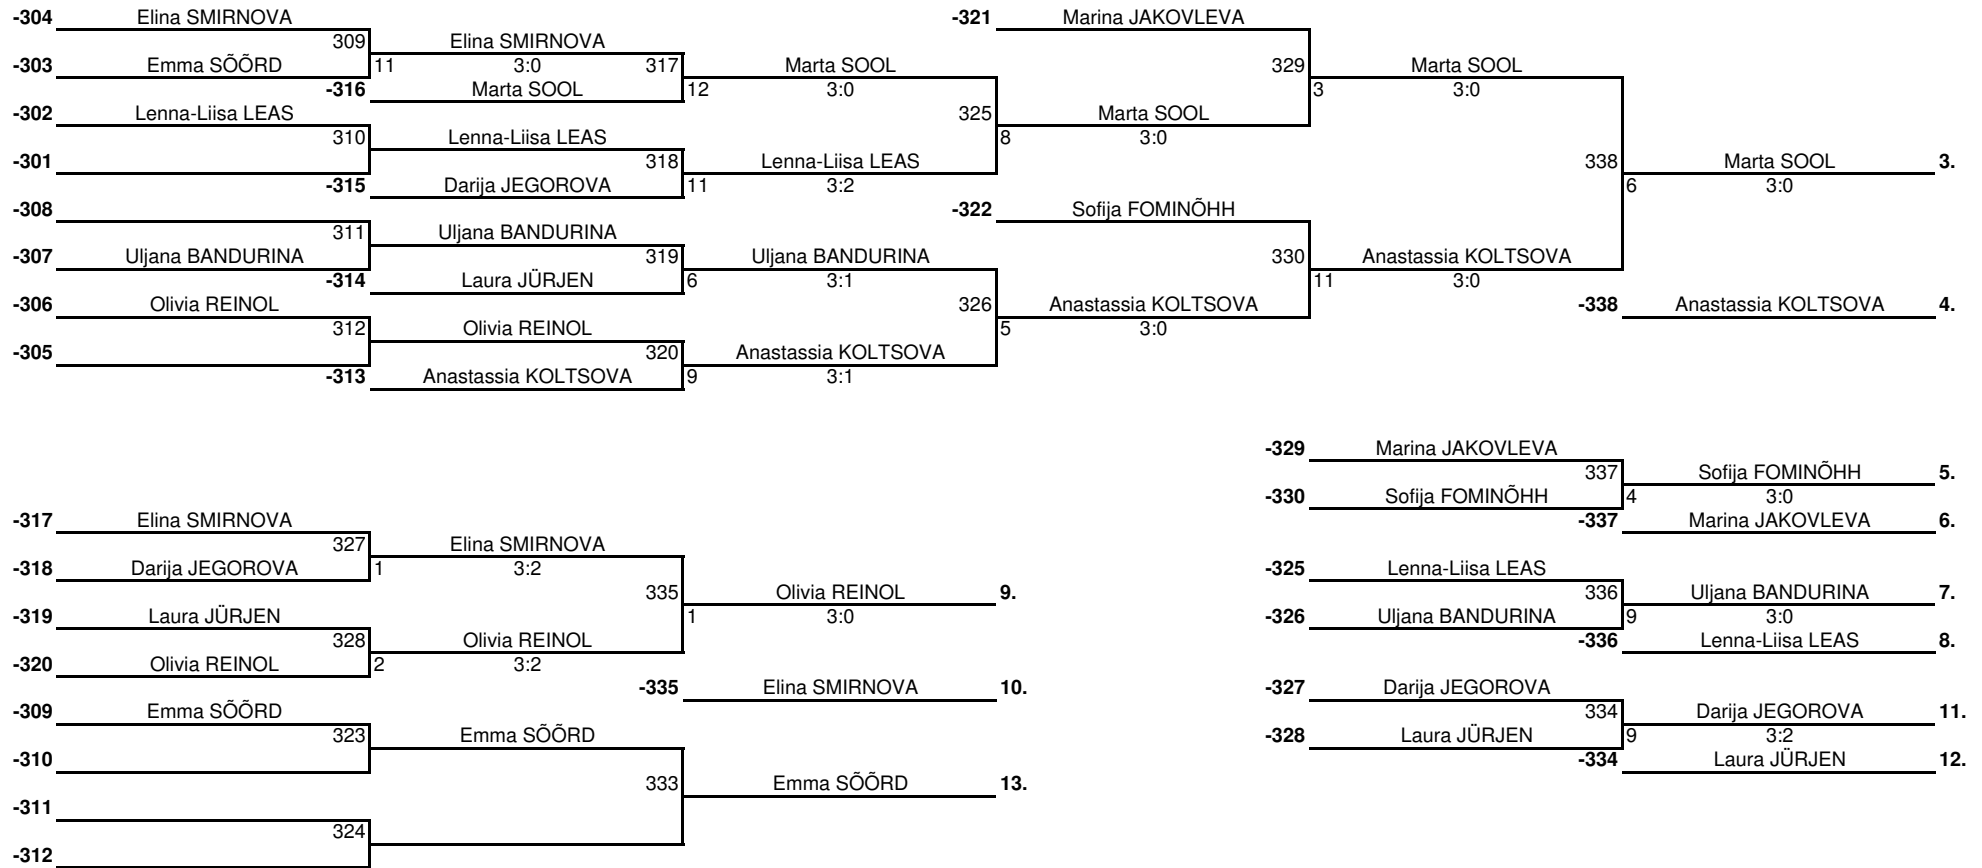 -304 Elina SMIRNOVA -321 Marina JAKOVLEVA
309 Elina SMIRNOVA
-303 Emma SÕÕRD 11 3:0 317 Marta SOOL 329 Marta SOOL
-316 Marta SOOL 12 3:0 3 3:0
-302 Lenna-Liisa LEAS 325 Marta SOOL
310 Lenna-Liisa LEAS 8 3:0
-301 318 Lenna-Liisa LEAS 338 Marta SOOL 3.
-315 Darija JEGOROVA 11 3:2 6 3:0
-308 -322 Sofija FOMINÕHH
311 Uljana BANDURINA
-307 Uljana BANDURINA 319 Uljana BANDURINA 330 Anastassia KOLTSOVA
-314 Laura JÜRJEN 6 3:1 11 3:0
-306 Olivia REINOL 326 Anastassia KOLTSOVA -338 Anastassia KOLTSOVA 4.
312 Olivia REINOL 5 3:0
-305 320 Anastassia KOLTSOVA
-313 Anastassia KOLTSOVA 9 3:1
-329 Marina JAKOVLEVA
337 Sofija FOMINÕHH 5.
-330 Sofija FOMINÕHH 4 3:0
-317 Elina SMIRNOVA -337 Marina JAKOVLEVA 6.
327 Elina SMIRNOVA
-318 Darija JEGOROVA 1 3:2 -325 Lenna-Liisa LEAS
335 Olivia REINOL 9. 336 Uljana BANDURINA 7.
-319 Laura JÜRJEN 1 3:0 -326 Uljana BANDURINA 9 3:0
328 Olivia REINOL -336 Lenna-Liisa LEAS 8.
-320 Olivia REINOL 2 3:2
-335 Elina SMIRNOVA 10. -327 Darija JEGOROVA
-309 Emma SÕÕRD 334 Darija JEGOROVA 11.
323 Emma SÕÕRD -328 Laura JÜRJEN 9 3:2
-310 -334 Laura JÜRJEN 12.
333 Emma SÕÕRD 13.
-311
324
-312